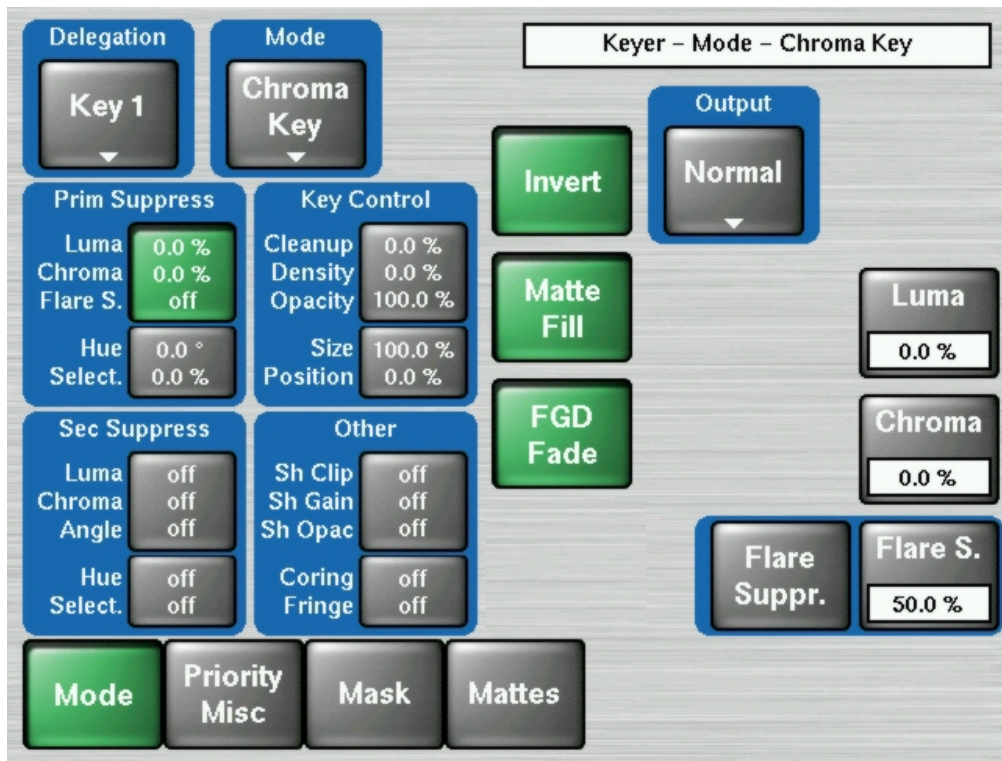 Delegation
Key 1
Mode
Chroma
Key
Keyer – Mode – Chroma Key
Invert
Output
Normal
Prim Suppress
Luma 0.0 %
Chroma 0.0 %
Flare S. off
Hue 0.0 °
Select. 0.0 %
Key Control
Cleanup 0.0 %
Density 0.0 %
Opacity 100.0 %
Size 100.0 %
Position 0.0 %
Matte
Fill
Luma
0.0 %
FGD
Fade
Chroma
0.0 %
Sec Suppress
Luma off
Chroma off
Angle off
Hue off
Select. off
Other
Sh Clip off
Sh Gain off
Sh Opac off
Coring off
Fringe off
Flare
Suppr.
Flare S.
50.0 %
Mode
Priority
Misc
Mask
Mattes